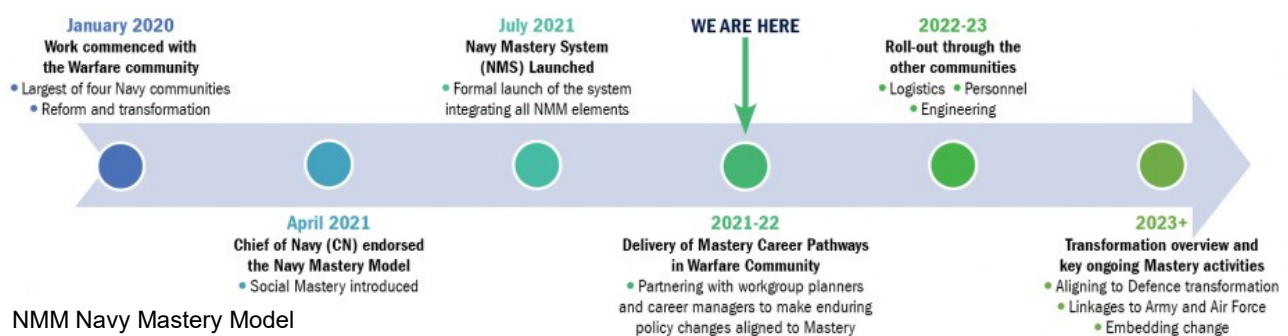 January 2020
Work commenced with
the Warfare community
• Largest of four Navy communities
• Reform and transformation
April 2021
Chief of Navy (CN) endorsed
the Navy Mastery Model
• Social Mastery introduced
July 2021
Navy Mastery System
(NMS) Launched
• Formal launch of the system
integrating all NMM elements
WE ARE HERE
2021-22
Delivery of Mastery Career Pathways
in Warfare Community
• Partnering with workgroup planners
and career managers to make enduring
policy changes aligned to Mastery
2022-23
Roll-out through the
other communities
• Logistics • Personnel
• Engineering
2023+
Transformation overview and
key ongoing Mastery activities
• Aligning to Defence transformation
• Linkages to Army and Air Force
• Embedding change
NMM Navy Mastery Model